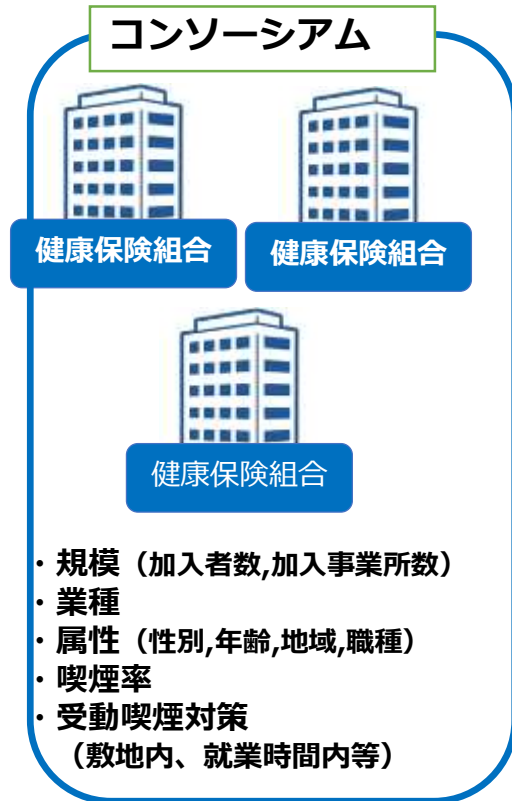 コンソーシアム
健康保険組合
健康保険組合
健康保険組合
・規模（加入者数,加入事業所数）
・業種
・属性（性別,年齢,地域,職種）
・喫煙率
・受動喫煙対策
（敷地内、就業時間内等）